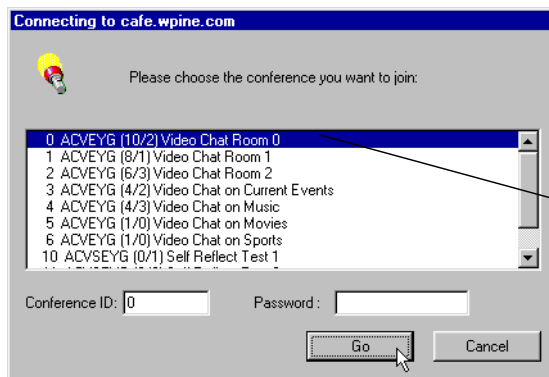 Connecting to cafe.wpine.com
Please choose the conference you want to join:
0 ACVEYG (10/2) Video Chat Room 0
1 ACVEYG (8/1) Video Chat Room 1
2 ACVEYG (6/3) Video Chat Room 2
3 ACVEYG (4/2) Video Chat on Current Events
4 ACVEYG (4/3) Video Chat on Music
5 ACVEYG (1/0) Video Chat on Movies
6 ACVEYG (1/0) Video Chat on Sports
10 ACVSEYG (0/1) Self Reflect Test 1
Conference ID: 0 Password :
Go Cancel